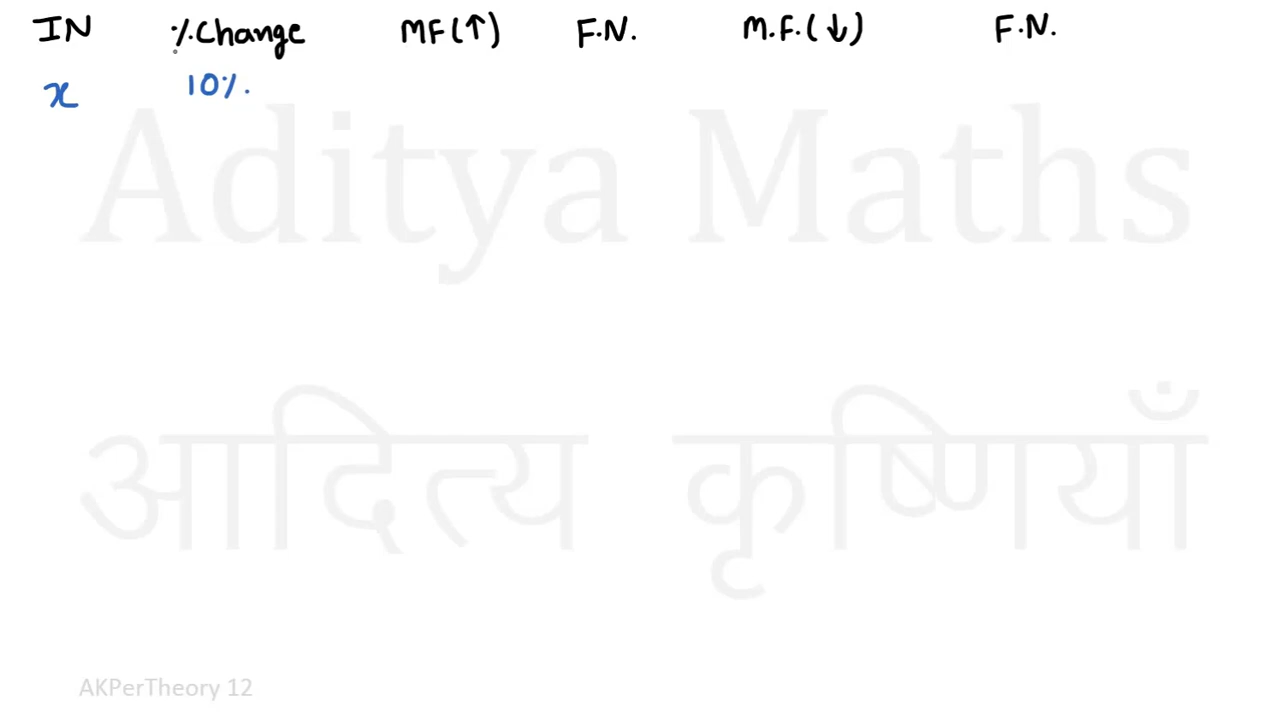 IN %.Change MF(↑) F.N. M.F.(↓) F.N.
x 10%.
Aditya Maths
आदित्य कृष्णियाँ
AKPerTheory 12